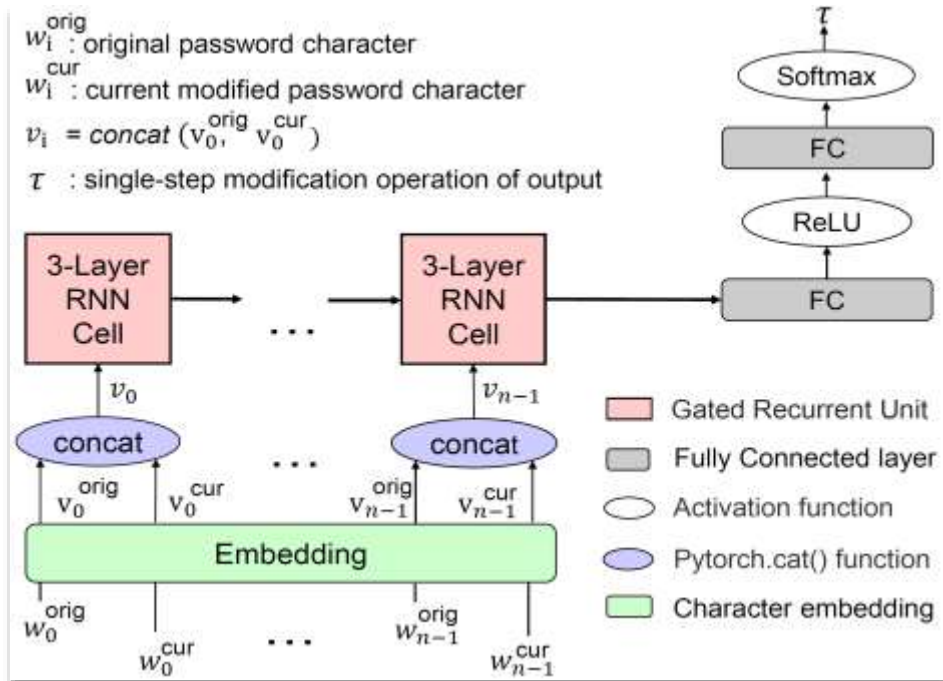 w_i^orig : original password character
w_i^cur : current modified password character
v_i = concat (v_0^orig, v_0^cur)
τ : single-step modification operation of output
τ
Softmax
FC
ReLU
FC
3-Layer
RNN
Cell
...
3-Layer
RNN
Cell
v_0
v_{n-1}
concat
...
concat
v_0^orig
v_0^cur
v_{n-1}^orig
v_{n-1}^cur
Embedding
w_0^orig
w_0^cur
...
w_{n-1}^orig
w_{n-1}^cur
Gated Recurrent Unit
Fully Connected layer
Activation function
Pytorch.cat() function
Character embedding